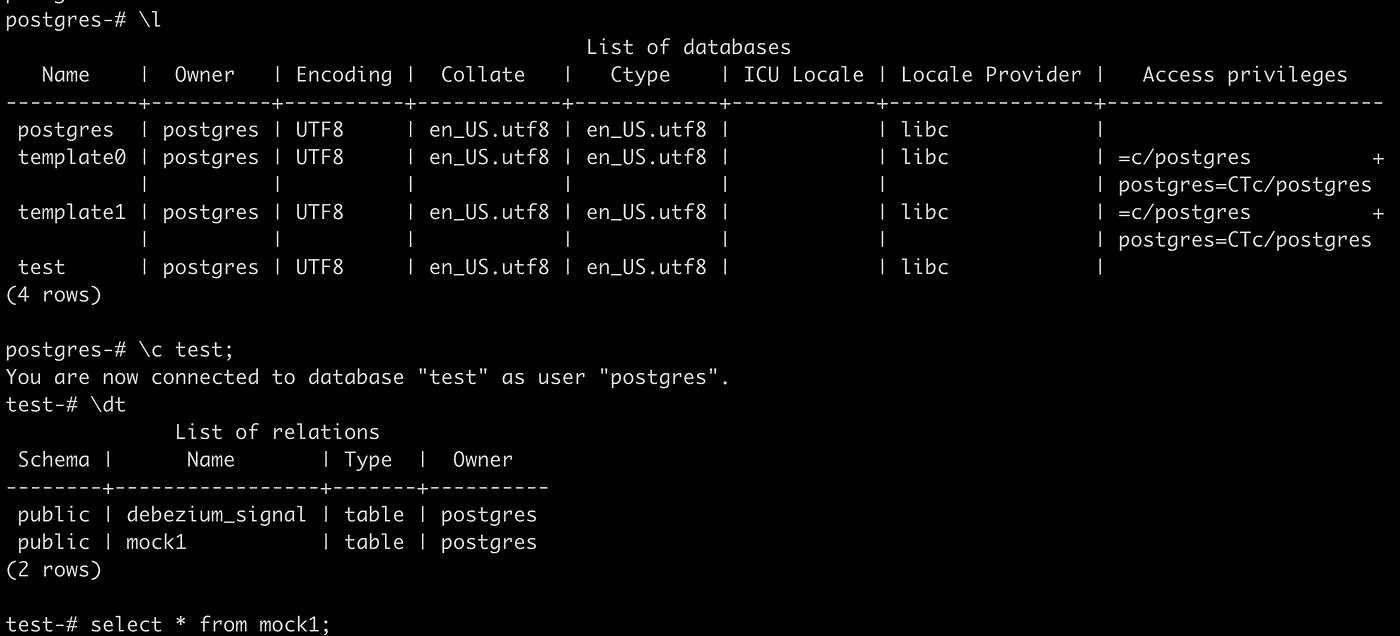 postgres-# \l
                                                List of databases
   Name    |  Owner   | Encoding |  Collate   |   Ctype    | ICU Locale | Locale Provider |   Access privileges
-----------+----------+----------+------------+------------+------------+-----------------+-----------------------
 postgres  | postgres | UTF8     | en_US.utf8 | en_US.utf8 |            | libc            |
 template0 | postgres | UTF8     | en_US.utf8 | en_US.utf8 |            | libc            | =c/postgres          +
           |          |          |            |            |            |                 | postgres=CTc/postgres
 template1 | postgres | UTF8     | en_US.utf8 | en_US.utf8 |            | libc            | =c/postgres          +
           |          |          |            |            |            |                 | postgres=CTc/postgres
 test      | postgres | UTF8     | en_US.utf8 | en_US.utf8 |            | libc            |
(4 rows)

postgres-# \c test;
You are now connected to database "test" as user "postgres".
test-# \dt
              List of relations
 Schema |      Name       | Type  |  Owner
--------+-----------------+-------+----------
 public | debezium_signal | table | postgres
 public | mock1           | table | postgres
(2 rows)

test-# select * from mock1;